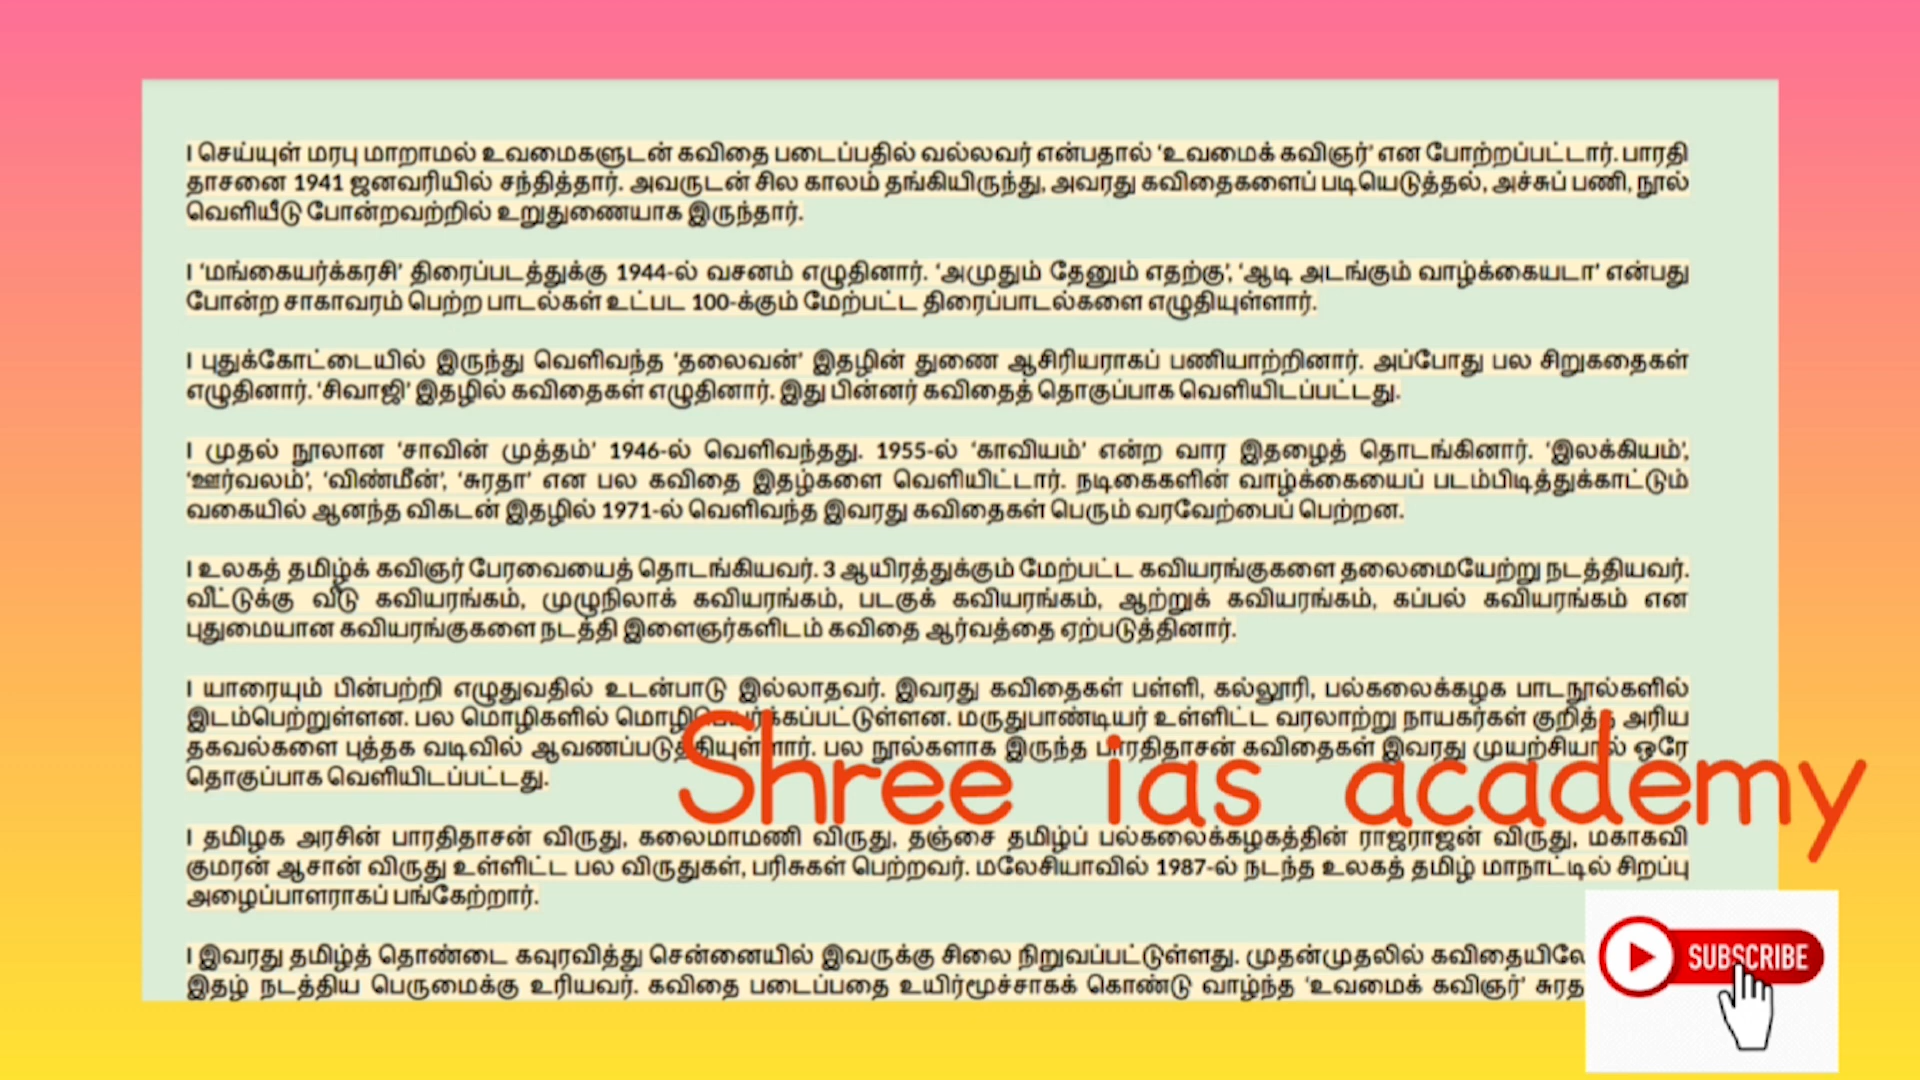 l செய்யுள் மரபு மாறாமல் உவமைகளுடன் கவிதை படைப்பதில் வல்லவர் என்பதால் ‘உவமைக் கவிஞர்’ என போற்றப்பட்டார். பாரதி
தாசனை 1941 ஜனவரியில் சந்தித்தார். அவருடன் சில காலம் தங்கியிருந்து, அவரது கவிதைகளைப் படியெடுத்தல், அச்சுப் பணி, நூல்
வெளியீடு போன்றவற்றில் உறுதுணையாக இருந்தார்.
l ‘மங்கையர்க்கரசி’ திரைப்படத்துக்கு 1944-ல் வசனம் எழுதினார். ‘அமுதும் தேனும் எதற்கு’, ‘ஆடி அடங்கும் வாழ்க்கையடா’ என்பது
போன்ற சாகாவரம் பெற்ற பாடல்கள் உட்பட 100-க்கும் மேற்பட்ட திரைப்பாடல்களை எழுதியுள்ளார்.
l புதுக்கோட்டையில் இருந்து வெளிவந்த ‘தலைவன்’ இதழின் துணை ஆசிரியராகப் பணியாற்றினார். அப்போது பல சிறுகதைகள்
எழுதினார். ‘சிவாஜி’ இதழில் கவிதைகள் எழுதினார். இது பின்னர் கவிதைத் தொகுப்பாக வெளியிடப்பட்டது.
l முதல் நூலான ‘சாவின் முத்தம்’ 1946-ல் வெளிவந்தது. 1955-ல் ‘காவியம்’ என்ற வார இதழைத் தொடங்கினார். ‘இலக்கியம்’,
‘ஊர்வலம்’, ‘விண்மீன்’, ‘சுரதா’ என பல கவிதை இதழ்களை வெளியிட்டார். நடிகைகளின் வாழ்க்கையைப் படம்பிடித்துக்காட்டும்
வகையில் ஆனந்த விகடன் இதழில் 1971-ல் வெளிவந்த இவரது கவிதைகள் பெரும் வரவேற்பைப் பெற்றன.
l உலகத் தமிழ்க் கவிஞர் பேரவையைத் தொடங்கியவர். 3 ஆயிரத்துக்கும் மேற்பட்ட கவியரங்குகளை தலைமையேற்று நடத்தியவர்.
வீட்டுக்கு வீடு கவியரங்கம், முழுநிலாக் கவியரங்கம், படகுக் கவியரங்கம், ஆற்றுக் கவியரங்கம், கப்பல் கவியரங்கம் என
புதுமையான கவியரங்குகளை நடத்தி இளைஞர்களிடம் கவிதை ஆர்வத்தை ஏற்படுத்தினார்.
l யாரையும் பின்பற்றி எழுதுவதில் உடன்பாடு இல்லாதவர். இவரது கவிதைகள் பள்ளி, கல்லூரி, பல்கலைக்கழக பாடநூல்களில்
இடம்பெற்றுள்ளன. பல மொழிகளில் மொழிபெயர்க்கப்பட்டுள்ளன. மருதுபாண்டியர் உள்ளிட்ட வரலாற்று நாயகர்கள் குறித்த அரிய
தகவல்களை புத்தக வடிவில் ஆவணப்படுத்தியுள்ளார். பல நூல்களாக இருந்த பாரதிதாசன் கவிதைகள் இவரது முயற்சியால் ஒரே
தொகுப்பாக வெளியிடப்பட்டது.
Shree ias academy
l தமிழக அரசின் பாரதிதாசன் விருது, கலைமாமணி விருது, தஞ்சை தமிழ்ப் பல்கலைக்கழகத்தின் ராஜராஜன் விருது, மகாகவி
குமரன் ஆசான் விருது உள்ளிட்ட பல விருதுகள், பரிசுகள் பெற்றவர். மலேசியாவில் 1987-ல் நடந்த உலகத் தமிழ் மாநாட்டில் சிறப்பு
அழைப்பாளராகப் பங்கேற்றார்.
l இவரது தமிழ்த் தொண்டை கவுரவித்து சென்னையில் இவருக்கு சிலை நிறுவப்பட்டுள்ளது. முதன்முதலில்
இதழ் நடத்திய பெருமைக்கு உரியவர். கவிதை படைப்பதை உயிர்மூச்சாகக் கொண்டு வாழ்ந்த ‘உவமைக் கவிஞர்’
SUBSCRIBE